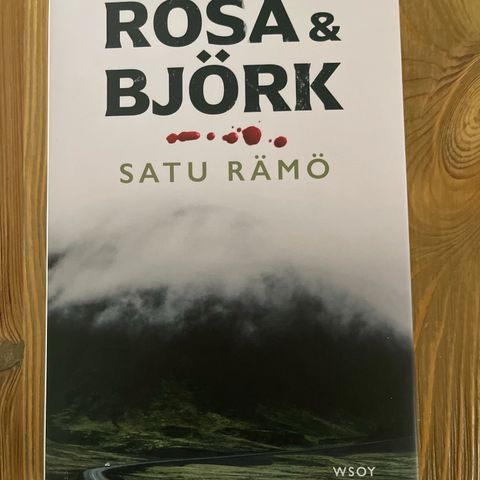 RÓSA &
BJÖRK
SATU RÄMÖ
WSOY